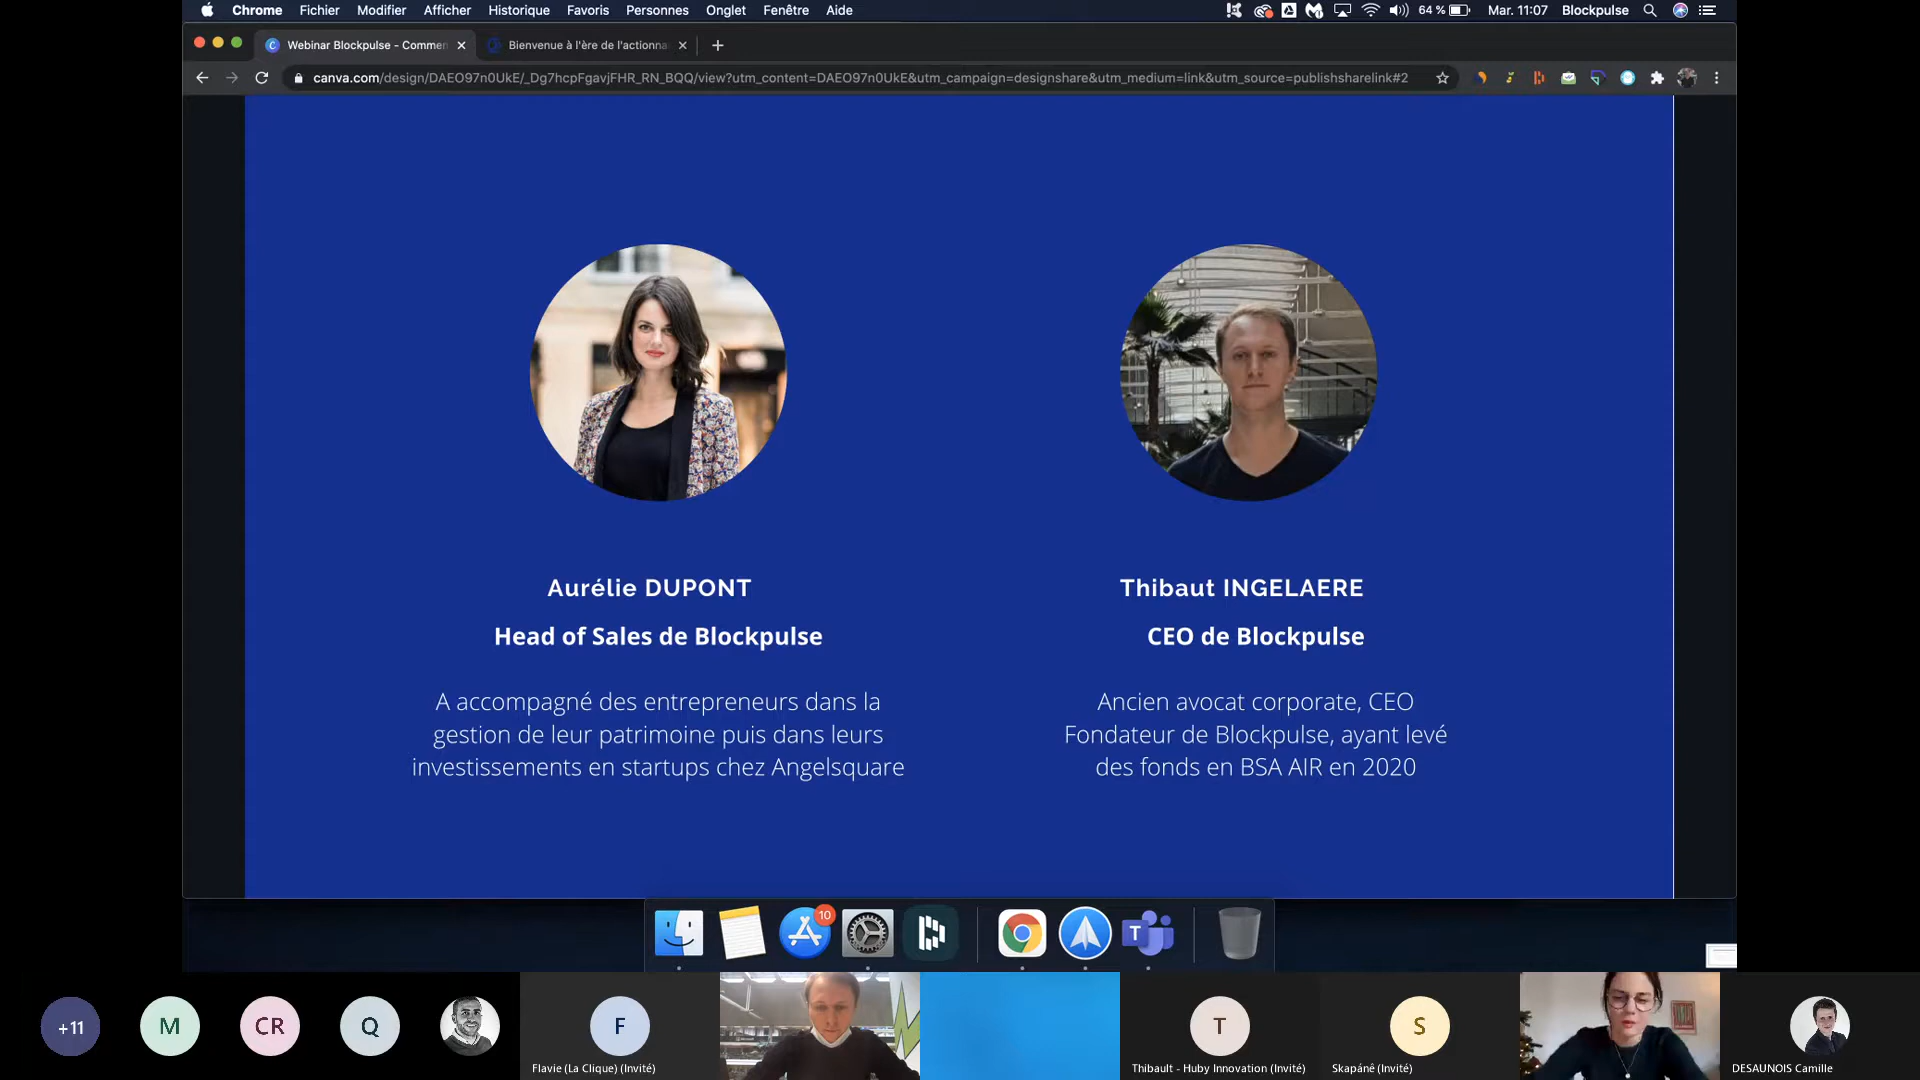 Chrome Fichier Modifier Afficher Historique Favoris Personnes Onglet Fenêtre Aide
64 % Mar. 11:07 Blockpulse
Webinar Blockpulse - Commen
Bienvenue à l'ère de l'actionna
canva.com/design/DAEO97n0UkE/_Dg7hcpFgavjFHR_RN_BQQ/view?utm_content=DAEO97n0UkE&utm_campaign=designshare&utm_medium=link&utm_source=publishsharelink#2
Aurélie DUPONT
Head of Sales de Blockpulse
A accompagné des entrepreneurs dans la
gestion de leur patrimoine puis dans leurs
investissements en startups chez Angelsquare
Thibaut INGELAERE
CEO de Blockpulse
Ancien avocat corporate, CEO
Fondateur de Blockpulse, ayant levé
des fonds en BSA AIR en 2020
10
T
+11
M
CR
Q
F
Flavie (La Clique) (Invité)
T
Thibault - Huby Innovation (Invité)
S
Skapánê (Invité)
DESAUNOIS Camille